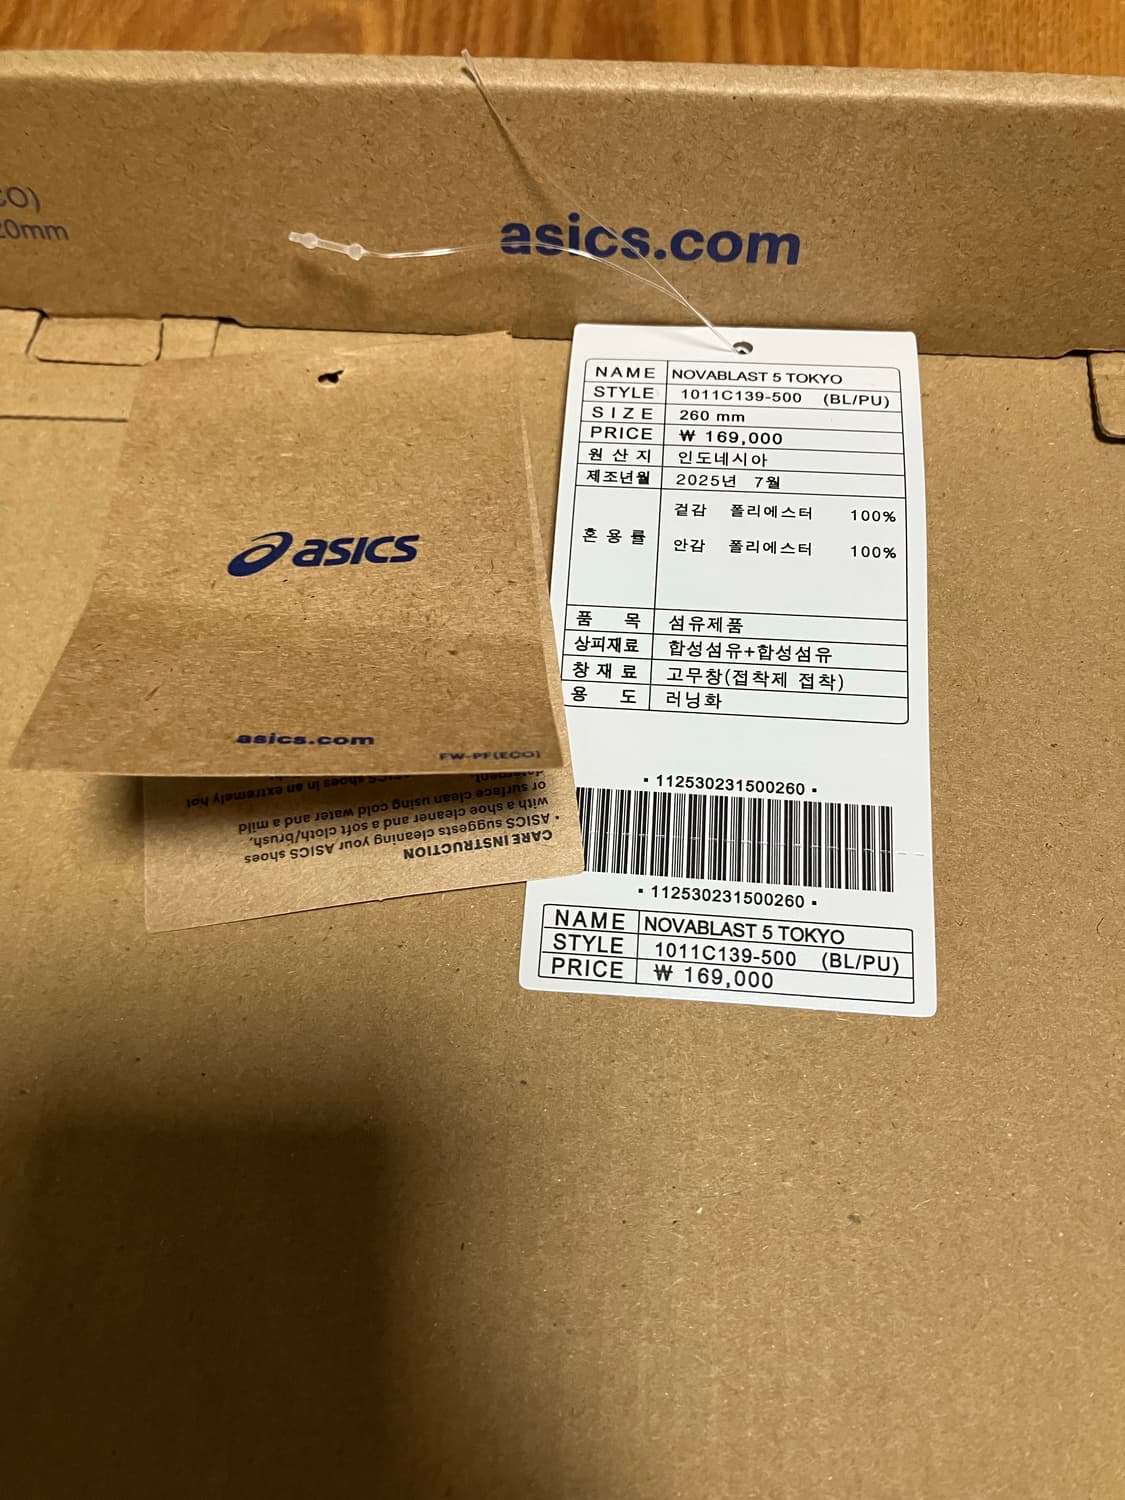 CO)
20mm
asics.com
NAME NOVABLAST 5 TOKYO
STYLE 1011C139-500 (BL/PU)
SIZE 260 mm
PRICE ₩ 169,000
원산지 인도네시아
제조년월 2025년 7월
혼용률 겉감 폴리에스터 100%
안감 폴리에스터 100%
품목 섬유제품
상피재료 합성섬유+합성섬유
창재료 고무창(접착제 접착)
용도 러닝화
112530231500260
112530231500260
NAME NOVABLAST 5 TOKYO
STYLE 1011C139-500 (BL/PU)
PRICE ₩ 169,000
asics
asics.com
FW-PF(ECO)
CARE INSTRUCTION
• ASICS suggests cleaning your ASICS shoes
with a shoe cleaner and a soft cloth/brush,
or surface clean using cold water and a mild
detergent.
ASICS shoes in an extremely hot